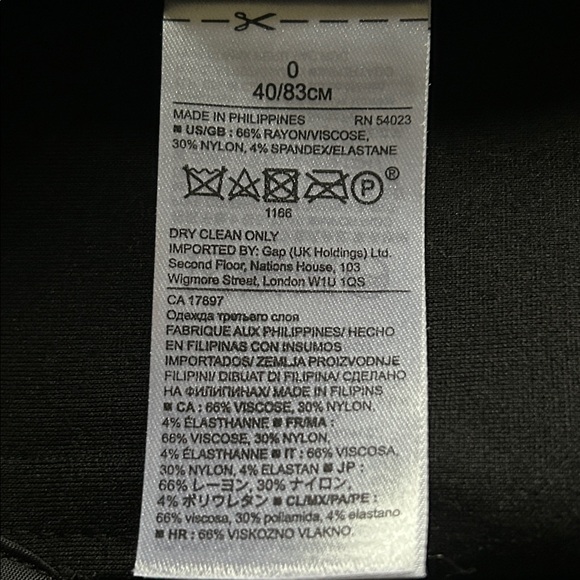 0
40/83CM
MADE IN PHILIPPINES RN 54023
■ US/GB : 66% RAYON/VISCOSE,
30% NYLON, 4% SPANDEX/ELASTANE
P ®
1166
DRY CLEAN ONLY
IMPORTED BY: Gap (UK Holdings) Ltd.
Second Floor, Nations House, 103
Wigmore Street, London W1U 1QS
CA 17897
Одежда третьего слоя
FABRIQUE AUX PHILIPPINES/ HECHO
EN FILIPINAS CON INSUMOS
IMPORTADOS/ ZEMLJA PROIZVODNJE
FILIPINI/ DIBUAT DI FILIPINA/ СДЕЛАНО
НА ФИЛИПИНАХ/ MADE IN FILIPINS
■ CA : 66% VISCOSE, 30% NYLON,
4% ÉLASTHANNE ■ FR/MA :
66% VISCOSE, 30% NYLON,
4% ÉLASTHANNE ■ IT : 66% VISCOSA,
30% NYLON, 4% ELASTAN ■ JP :
66% レーヨン, 30% ナイロン,
4% ポリウレタン ■ CL/MX/PA/PE :
66% viscosa, 30% poliamida, 4% elastano
■ HR : 66% VISKOZNO VLAKNO,